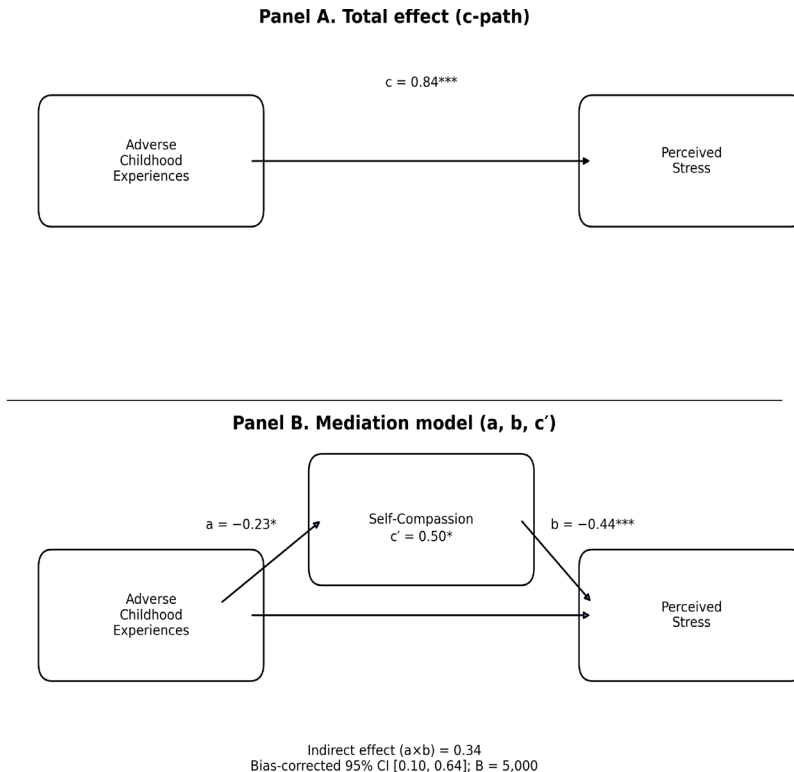 Panel A. Total effect (c-path)
c = 0.84***
Adverse
Childhood
Experiences
Perceived
Stress
Panel B. Mediation model (a, b, c′)
Self-Compassion
c′ = 0.50*
a = −0.23*
b = −0.44***
Adverse
Childhood
Experiences
Perceived
Stress
Indirect effect (a×b) = 0.34
Bias-corrected 95% CI [0.10, 0.64]; B = 5,000